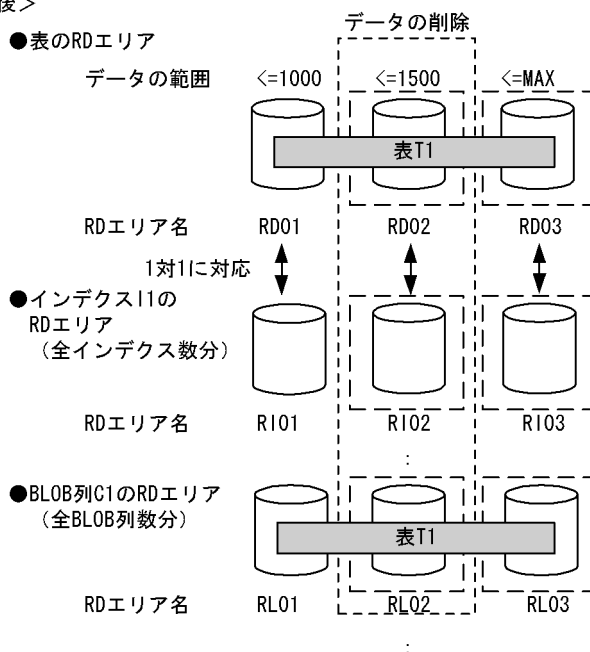 後＞
データの削除
●表のRDエリア
データの範囲 <=1000 <=1500 <=MAX
表T1
RDエリア名 RD01 RD02 RD03
1対1に対応
●インデクスI1の
RDエリア
（全インデクス数分）
RDエリア名 RI01 RI02 RI03
:
●BLOB列C1のRDエリア
（全BLOB列数分）
表T1
RDエリア名 RL01 RL02 RL03
: